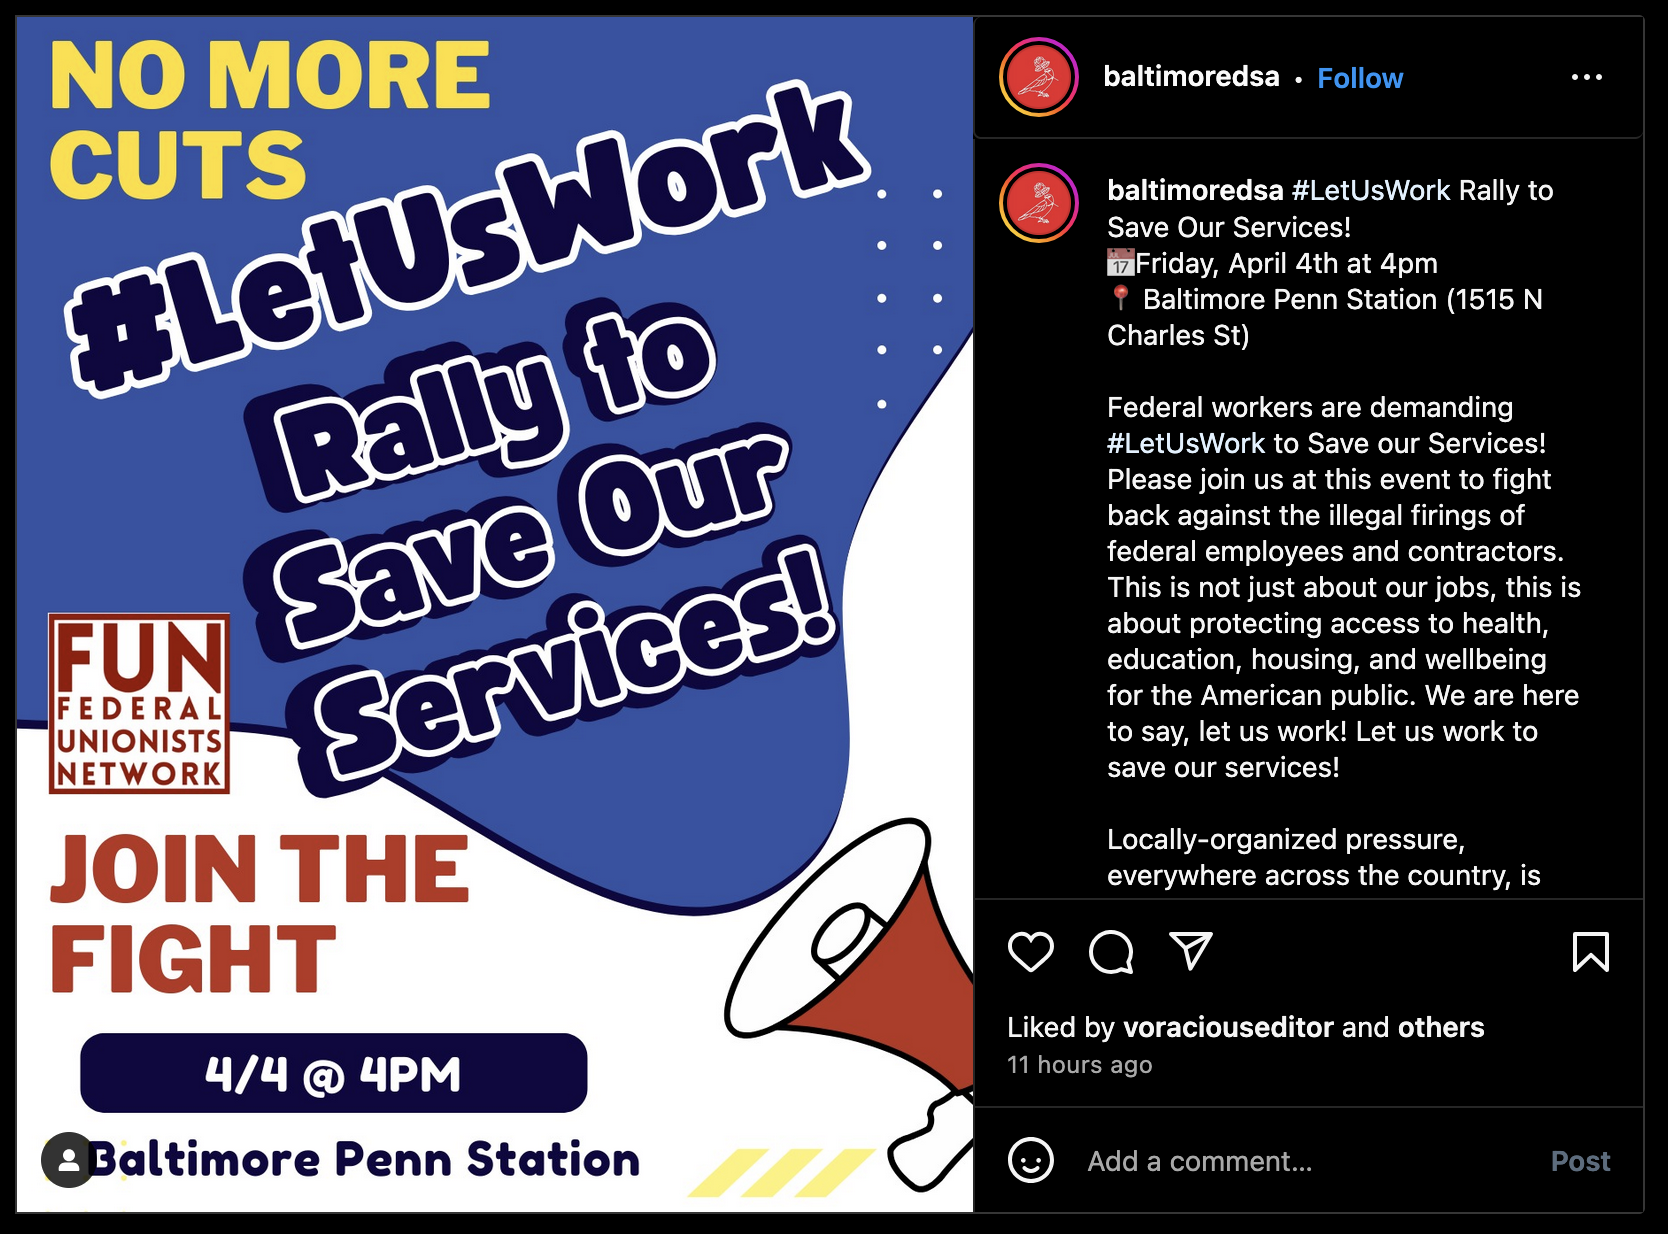 NO MORE
CUTS
#LetUsWork
Rally to
Save Our
Services!
FUN
FEDERAL
UNIONISTS
NETWORK
JOIN THE
FIGHT
4/4 @ 4PM
Baltimore Penn Station
baltimoredsa • Follow
baltimoredsa #LetUsWork Rally to
Save Our Services!
📅Friday, April 4th at 4pm
📍 Baltimore Penn Station (1515 N
Charles St)
Federal workers are demanding
#LetUsWork to Save our Services!
Please join us at this event to fight
back against the illegal firings of
federal employees and contractors.
This is not just about our jobs, this is
about protecting access to health,
education, housing, and wellbeing
for the American public. We are here
to say, let us work! Let us work to
save our services!
Locally-organized pressure,
everywhere across the country, is
Liked by voraciouseditor and others
11 hours ago
Add a comment...
Post